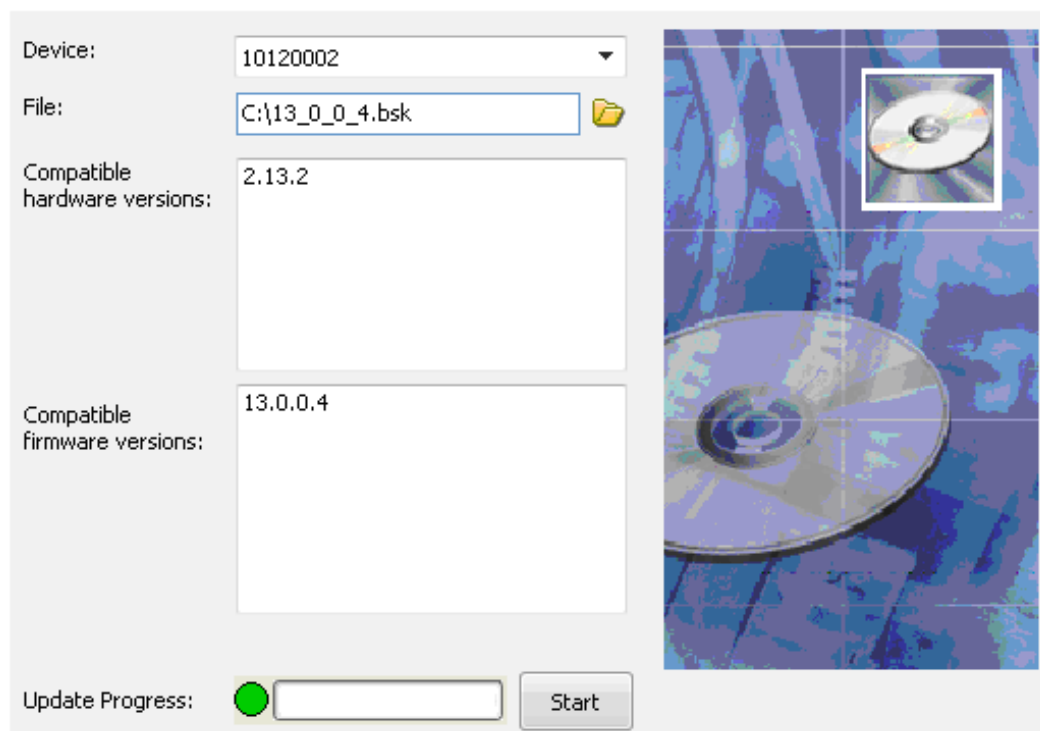 Device:
10120002
File:
C:\13_0_0_4.bsk
Compatible
hardware versions:
2.13.2
Compatible
firmware versions:
13.0.0.4
Update Progress:
Start